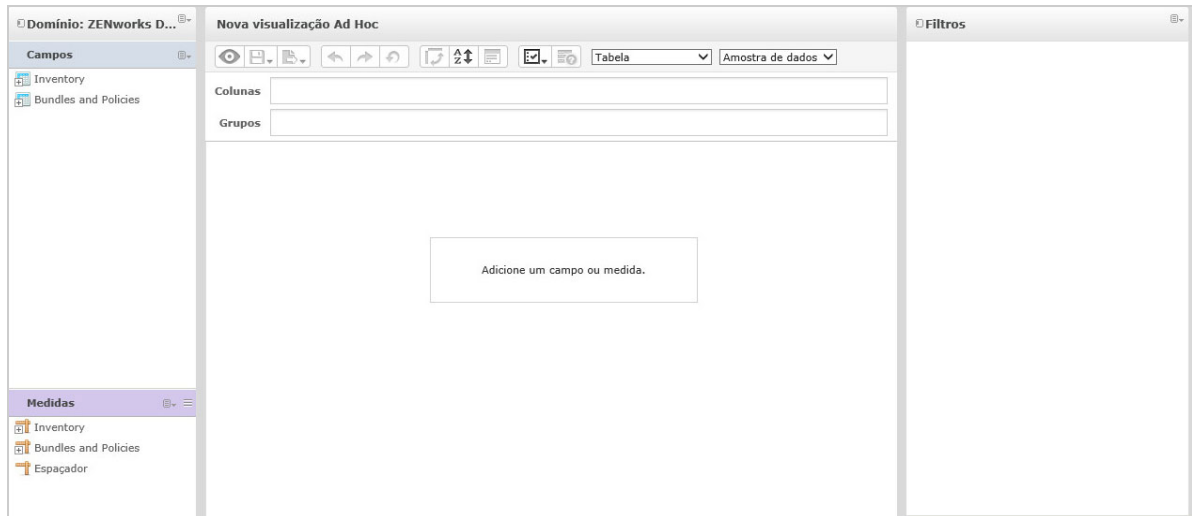 Domínio: ZENworks D...
Campos
Inventory
Bundles and Policies
Medidas
Inventory
Bundles and Policies
Espaçador
Nova visualização Ad Hoc
Tabela
Amostra de dados
Colunas
Grupos
Adicione um campo ou medida.
Filtros